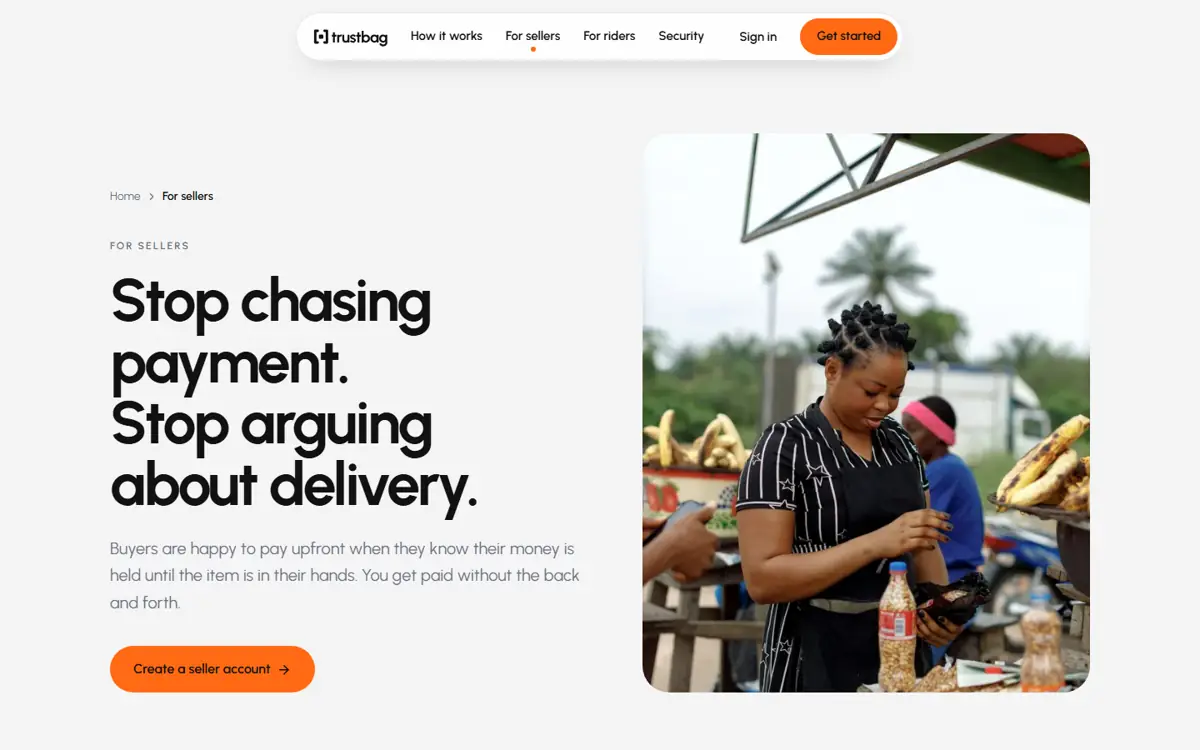 trustbag How it works For sellers For riders Security Sign in Get started
Home > For sellers
FOR SELLERS
Stop chasing
payment.
Stop arguing
about delivery.
Buyers are happy to pay upfront when they know their money is
held until the item is in their hands. You get paid without the back
and forth.
Create a seller account →